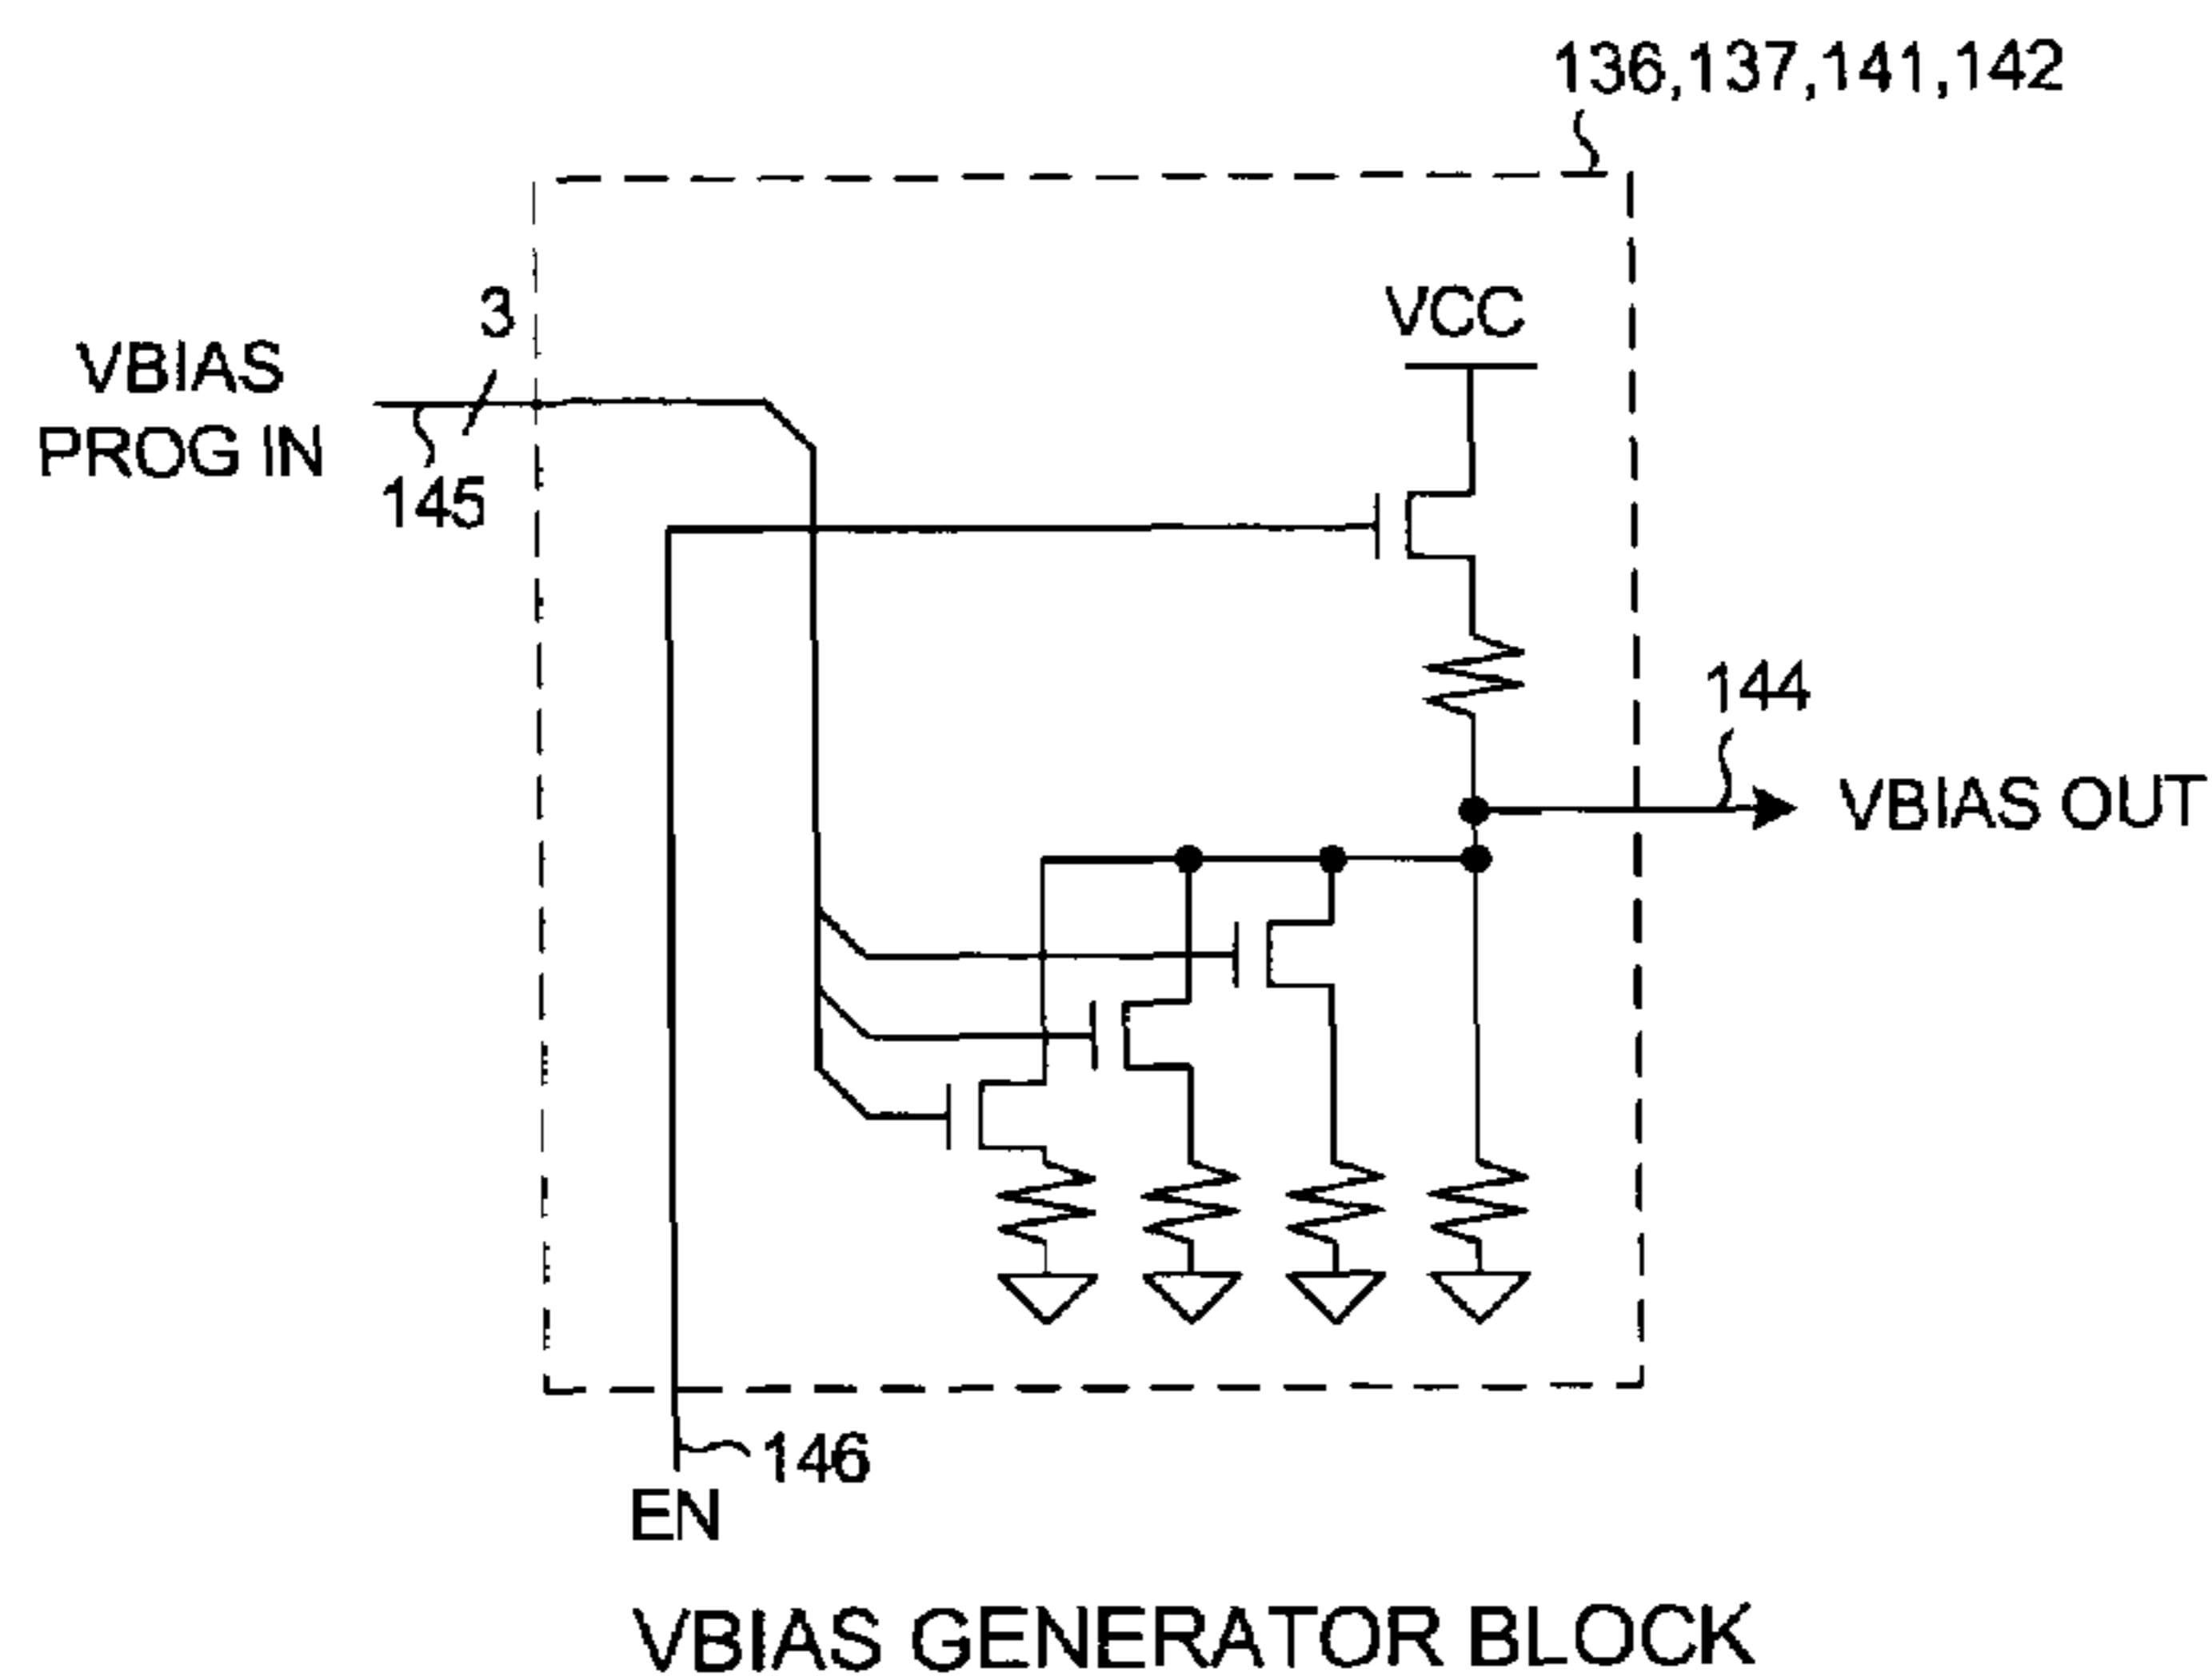 136,137,141,142
3
VCC
VBIAS
PROG IN
145
144
VBIAS OUT
146
EN
VBIAS GENERATOR BLOCK